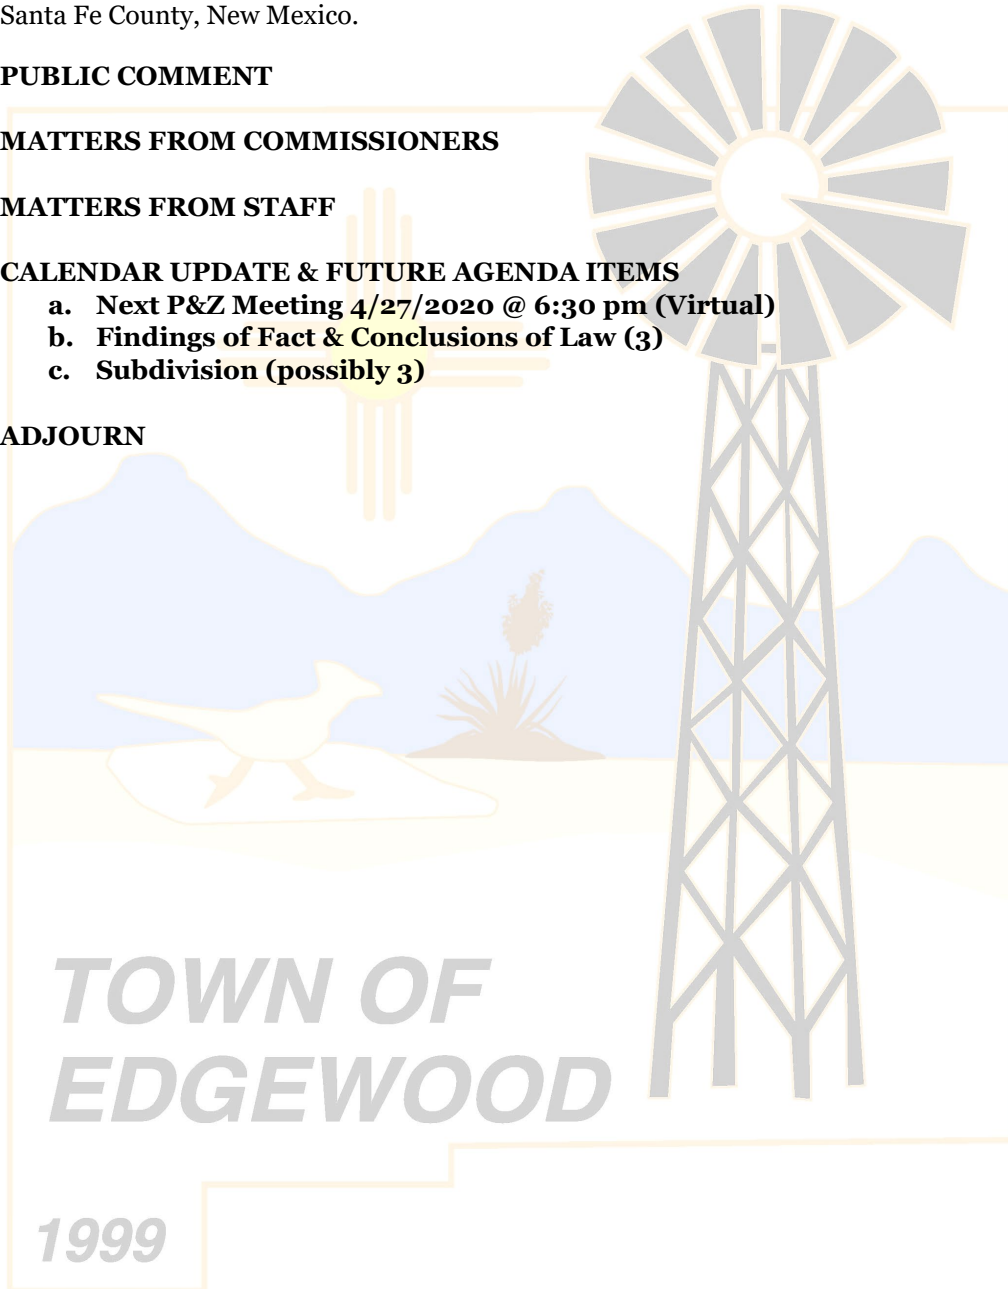 Santa Fe County, New Mexico.
PUBLIC COMMENT
MATTERS FROM COMMISSIONERS
MATTERS FROM STAFF
CALENDAR UPDATE & FUTURE AGENDA ITEMS
a. Next P&Z Meeting 4/27/2020 @ 6:30 pm (Virtual)
b. Findings of Fact & Conclusions of Law (3)
c. Subdivision (possibly 3)
ADJOURN
TOWN OF
EDGEWOOD
1999